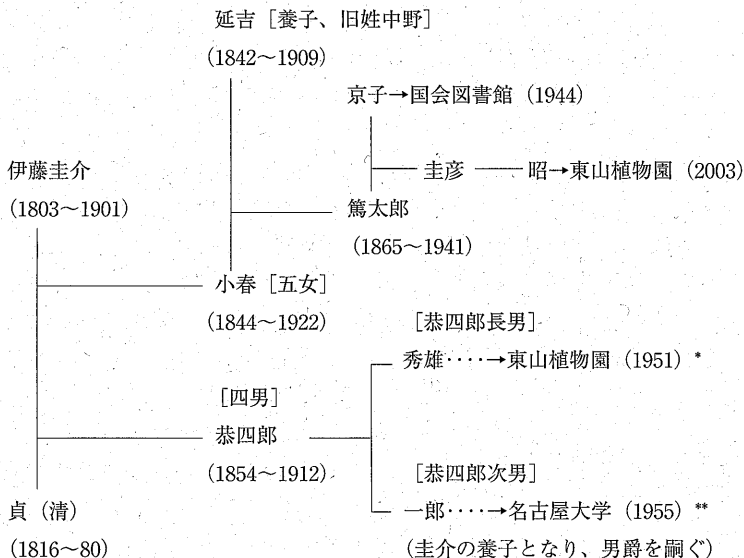 延吉［養子、旧姓中野］
(1842～1909)
京子→国会図書館（1944）
伊藤圭介
(1803～1901)
圭彦
昭→東山植物園（2003）
篤太郎
(1865～1941)
小春［五女］
(1844～1922)
［恭四郎長男］
秀雄‥‥→東山植物園（1951）*
［四男］
恭四郎
(1854～1912)
［恭四郎次男］
貞（清）
(1816～80)
一郎‥‥→名古屋大学（1955）**
(圭介の養子となり、男爵を嗣ぐ)